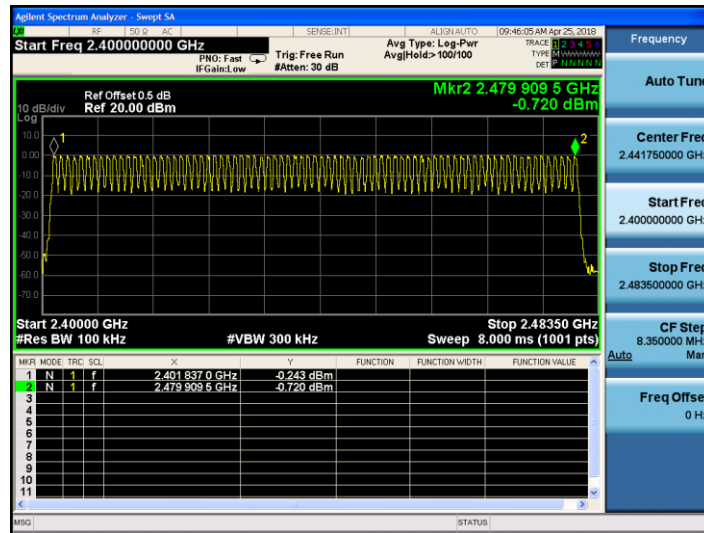 Agilent Spectrum Analyzer - Swept SA
RF 50 Ω AC SENSE:INT ALIGN AUTO 09:46:05 AM Apr 25, 2018
Start Freq 2.400000000 GHz
PNO: Fast
IFGain:Low
Trig: Free Run
#Atten: 30 dB
Avg Type: Log-Pwr
Avg|Hold:>100/100
TRACE 1 2 3 4 5 6
TYPE M WWWWW
DET P N N N N N
Frequency
Auto Tune
Center Freq
2.441750000 GHz
Start Freq
2.400000000 GHz
Stop Freq
2.483500000 GHz
CF Step
8.350000 MHz
Auto Man
Freq Offset
0 Hz
Ref Offset 0.5 dB
10 dB/div Ref 20.00 dBm
Log
Mkr2 2.479 909 5 GHz
-0.720 dBm
10.0
0.00
-10.0
-20.0
-30.0
-40.0
-50.0
-60.0
-70.0
1
2
Start 2.40000 GHz Stop 2.48350 GHz
#Res BW 100 kHz #VBW 300 kHz Sweep 8.000 ms (1001 pts)
MKR MODE TRC SCL X Y FUNCTION FUNCTION WIDTH FUNCTION VALUE
1 N 1 f 2.401 837 0 GHz -0.243 dBm
2 N 1 f 2.479 909 5 GHz -0.720 dBm
3
4
5
6
7
8
9
10
11
MSG STATUS